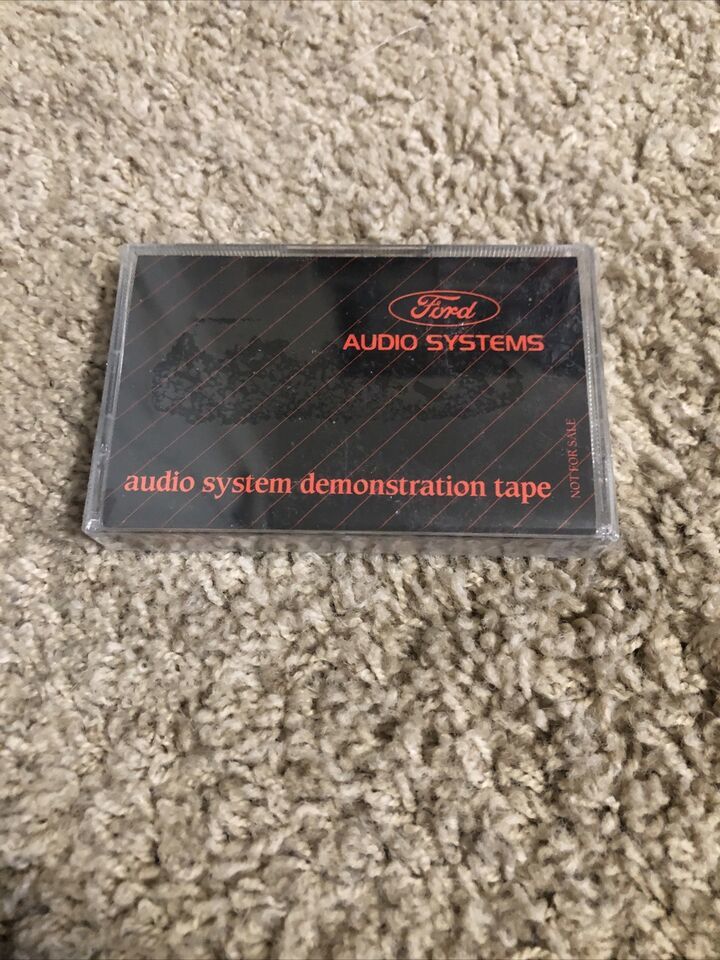 Ford
AUDIO SYSTEMS
NOT FOR SALE
audio system demonstration tape